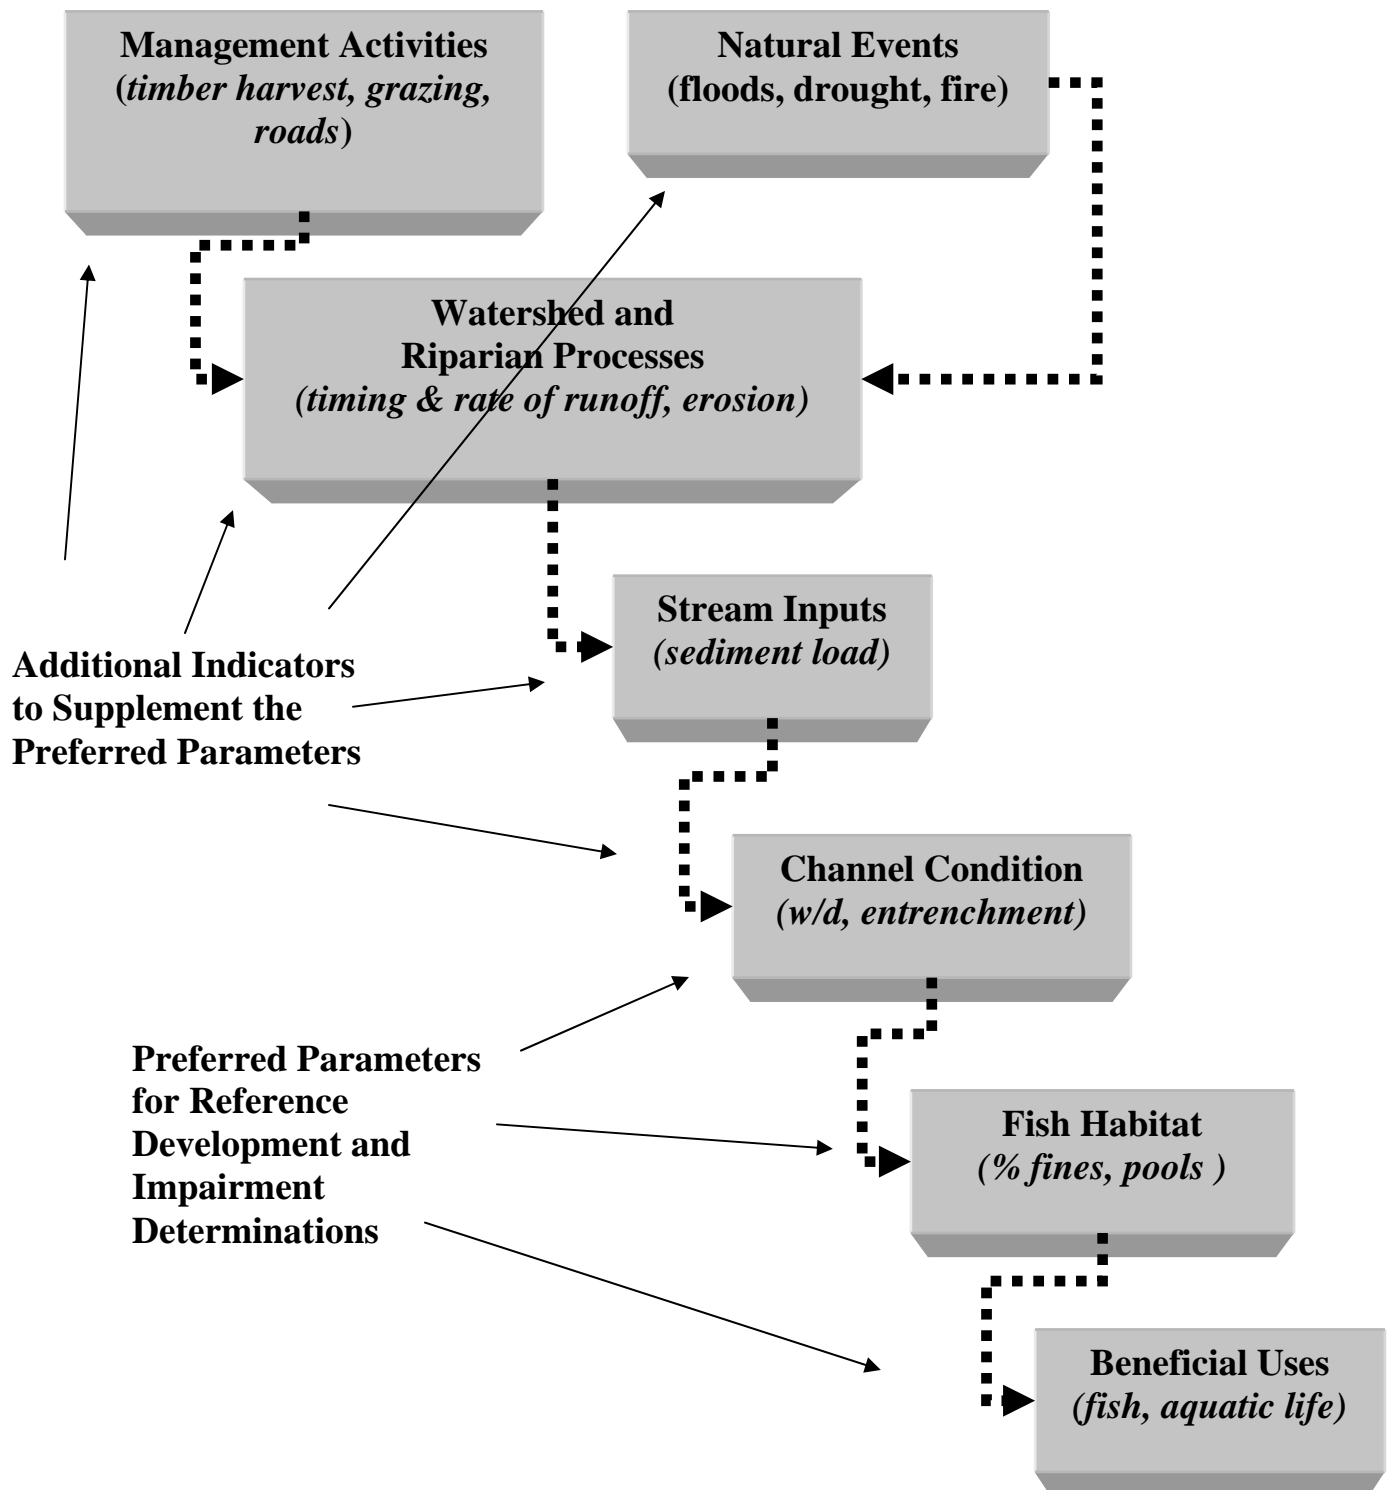 Management Activities
(timber harvest, grazing,
roads)
Natural Events
(floods, drought, fire)
Watershed and
Riparian Processes
(timing & rate of runoff, erosion)
Stream Inputs
(sediment load)
Additional Indicators
to Supplement the
Preferred Parameters
Channel Condition
(w/d, entrenchment)
Preferred Parameters
for Reference
Development and
Impairment
Determinations
Fish Habitat
(% fines, pools )
Beneficial Uses
(fish, aquatic life)